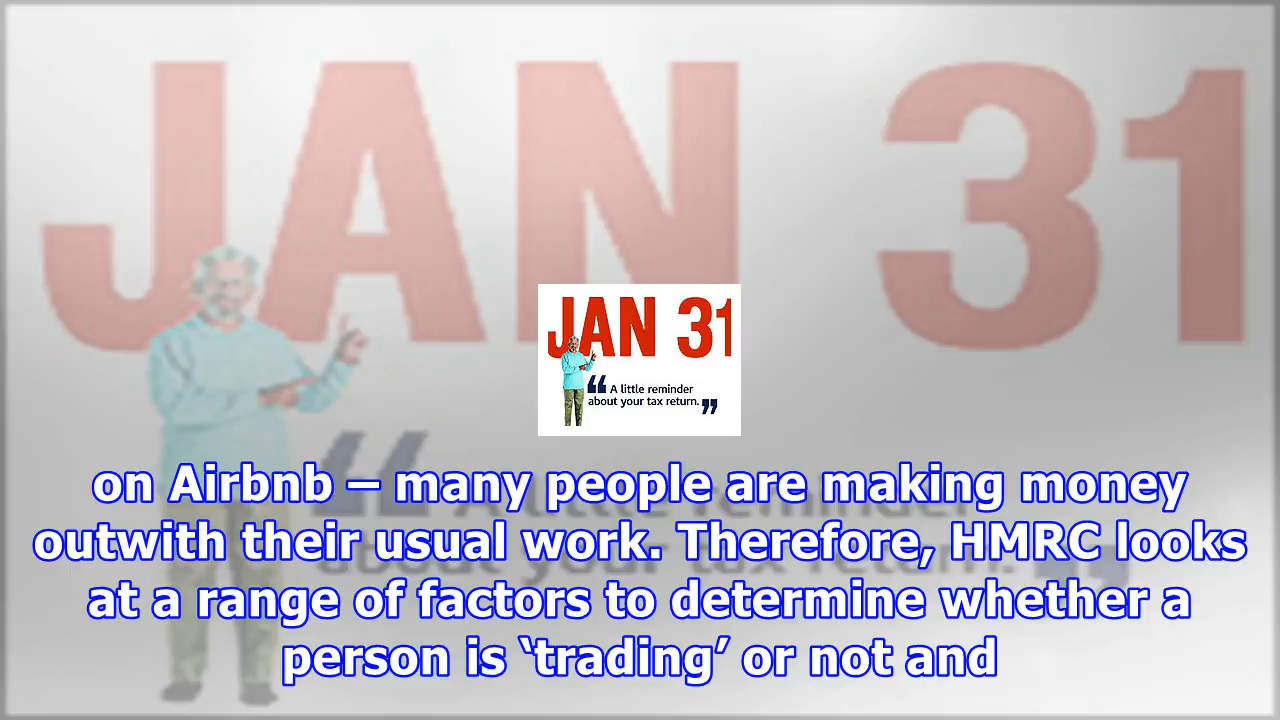 JAN 31
JAN 31
“ A little reminder
about your tax return. ”
on Airbnb – many people are making money
outwith their usual work. Therefore, HMRC looks
at a range of factors to determine whether a
person is ‘trading’ or not and